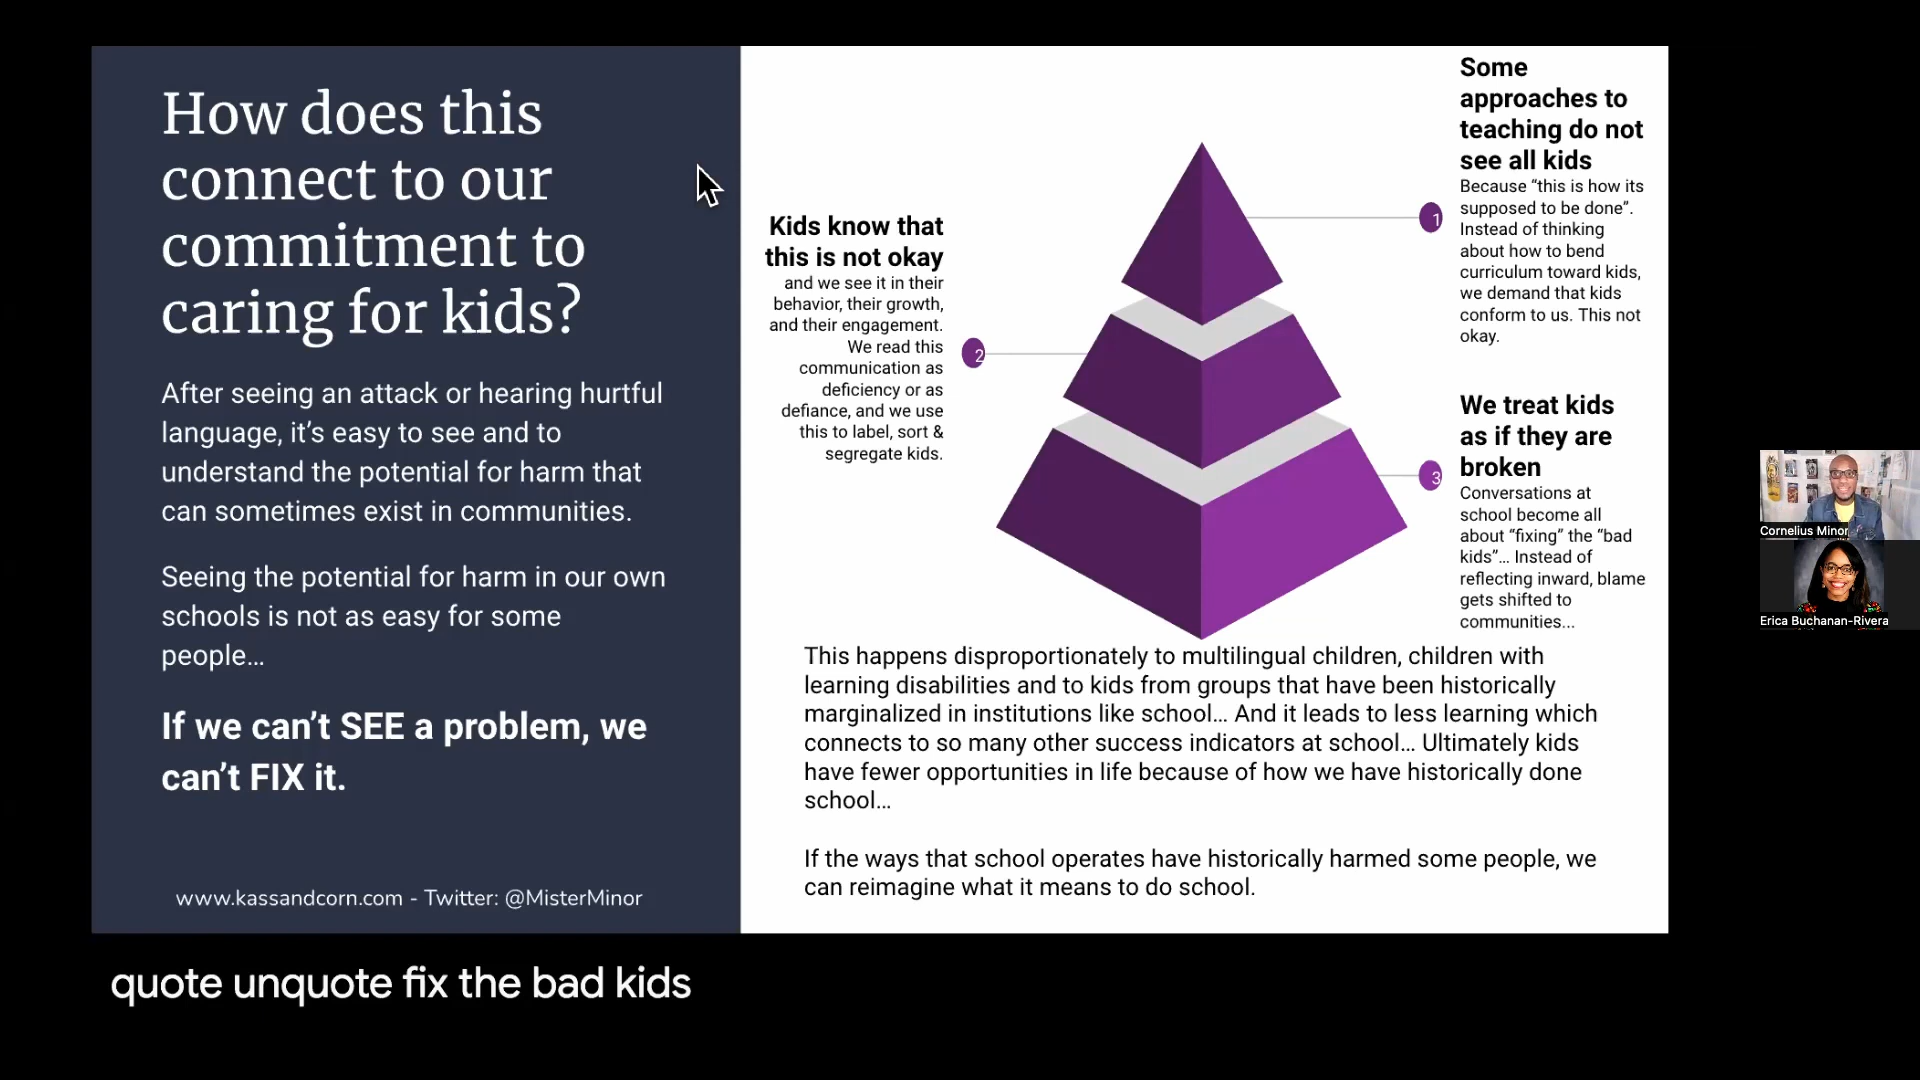 How does this
connect to our
commitment to
caring for kids?
After seeing an attack or hearing hurtful
language, it’s easy to see and to
understand the potential for harm that
can sometimes exist in communities.
Seeing the potential for harm in our own
schools is not as easy for some
people…
If we can’t SEE a problem, we
can’t FIX it.
www.kassandcorn.com - Twitter: @MisterMinor
Some
approaches to
teaching do not
see all kids
Because “this is how its
supposed to be done”.
Instead of thinking
about how to bend
curriculum toward kids,
we demand that kids
conform to us. This not
okay.
1
Kids know that
this is not okay
and we see it in their
behavior, their growth,
and their engagement.
We read this
communication as
deficiency or as
defiance, and we use
this to label, sort &
segregate kids.
2
We treat kids
as if they are
broken
Conversations at
school become all
about “fixing” the “bad
kids”… Instead of
reflecting inward, blame
gets shifted to
communities...
3
This happens disproportionately to multilingual children, children with
learning disabilities and to kids from groups that have been historically
marginalized in institutions like school… And it leads to less learning which
connects to so many other success indicators at school… Ultimately kids
have fewer opportunities in life because of how we have historically done
school…
If the ways that school operates have historically harmed some people, we
can reimagine what it means to do school.
Cornelius Minor
Erica Buchanan-Rivera
quote unquote fix the bad kids